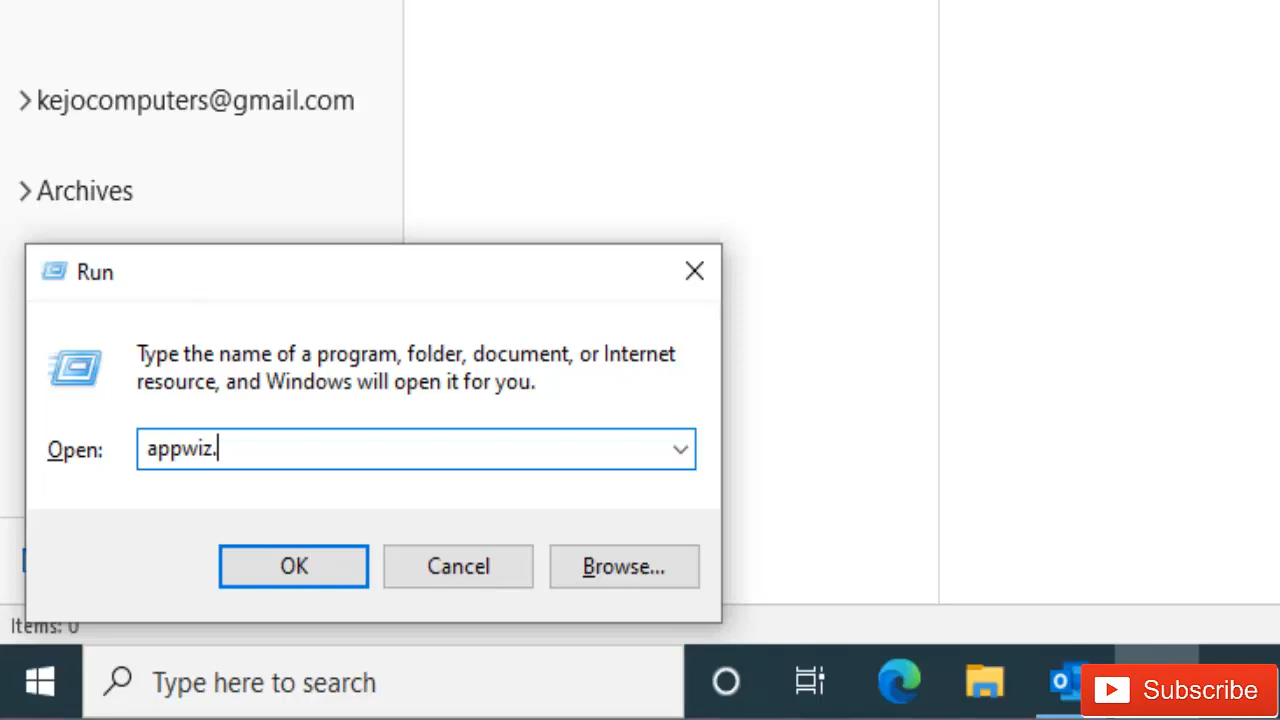 kejocomputers@gmail.com
Archives
Run
Type the name of a program, folder, document, or Internet
resource, and Windows will open it for you.
Open: appwiz.
OK Cancel Browse...
Items: 0
Type here to search
Subscribe